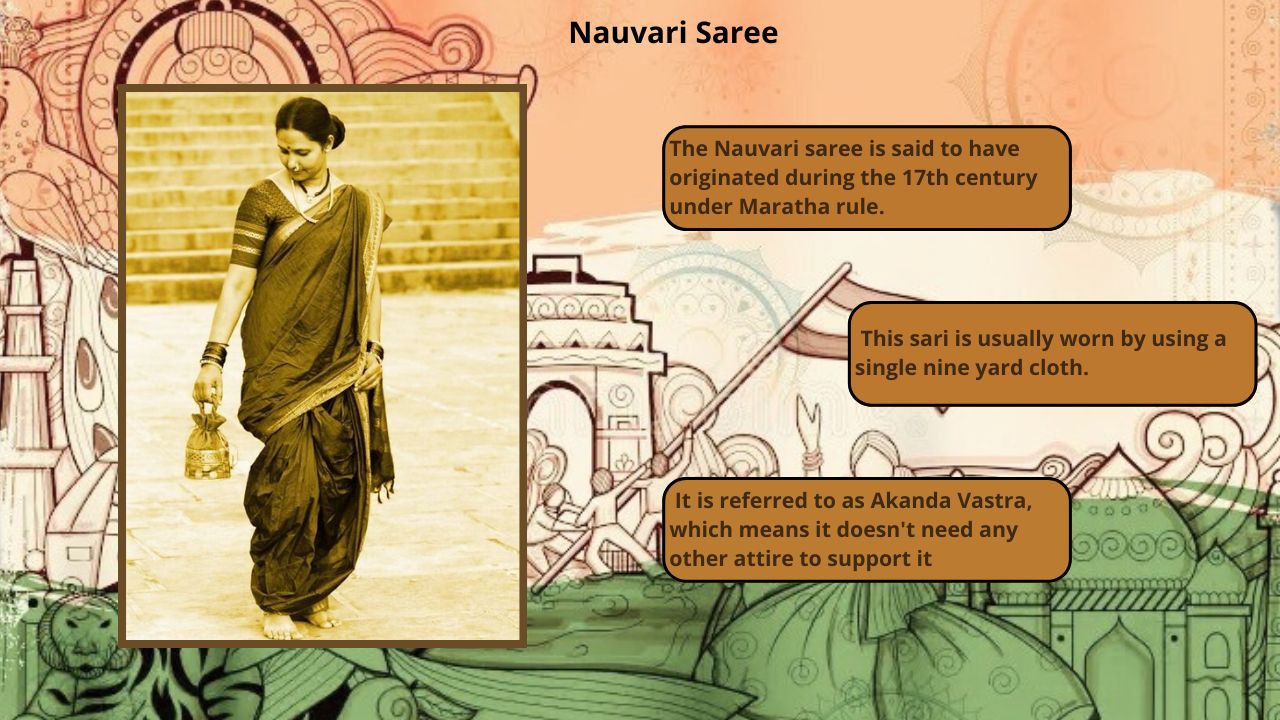 Nauvari Saree
The Nauvari saree is said to have
originated during the 17th century
under Maratha rule.
This sari is usually worn by using a
single nine yard cloth.
It is referred to as Akanda Vastra,
which means it doesn't need any
other attire to support it